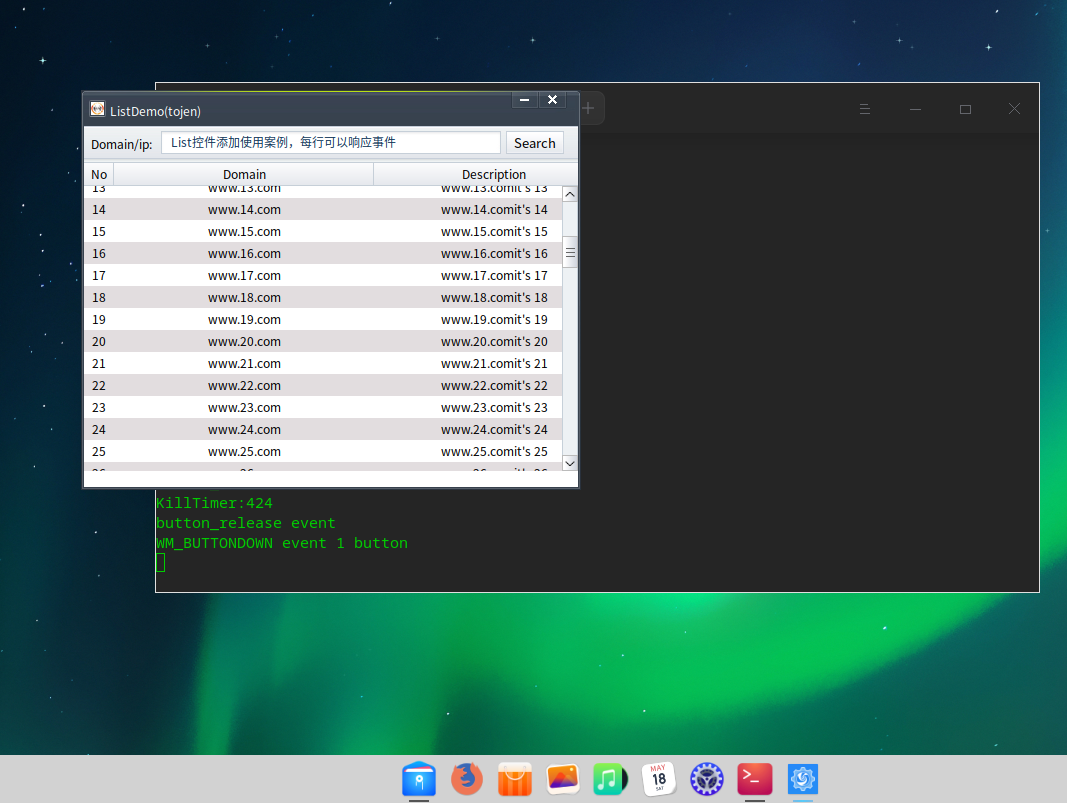 ListDemo(tojen)
Domain/ip: List控件添加使用案例，每行可以响应事件 Search
No Domain Description
13 www.13.com www.13.comit's 13
14 www.14.com www.14.comit's 14
15 www.15.com www.15.comit's 15
16 www.16.com www.16.comit's 16
17 www.17.com www.17.comit's 17
18 www.18.com www.18.comit's 18
19 www.19.com www.19.comit's 19
20 www.20.com www.20.comit's 20
21 www.21.com www.21.comit's 21
22 www.22.com www.22.comit's 22
23 www.23.com www.23.comit's 23
24 www.24.com www.24.comit's 24
25 www.25.com www.25.comit's 25
KillTimer:424
button_release event
WM_BUTTONDOWN event 1 button
MAY
18
SAT